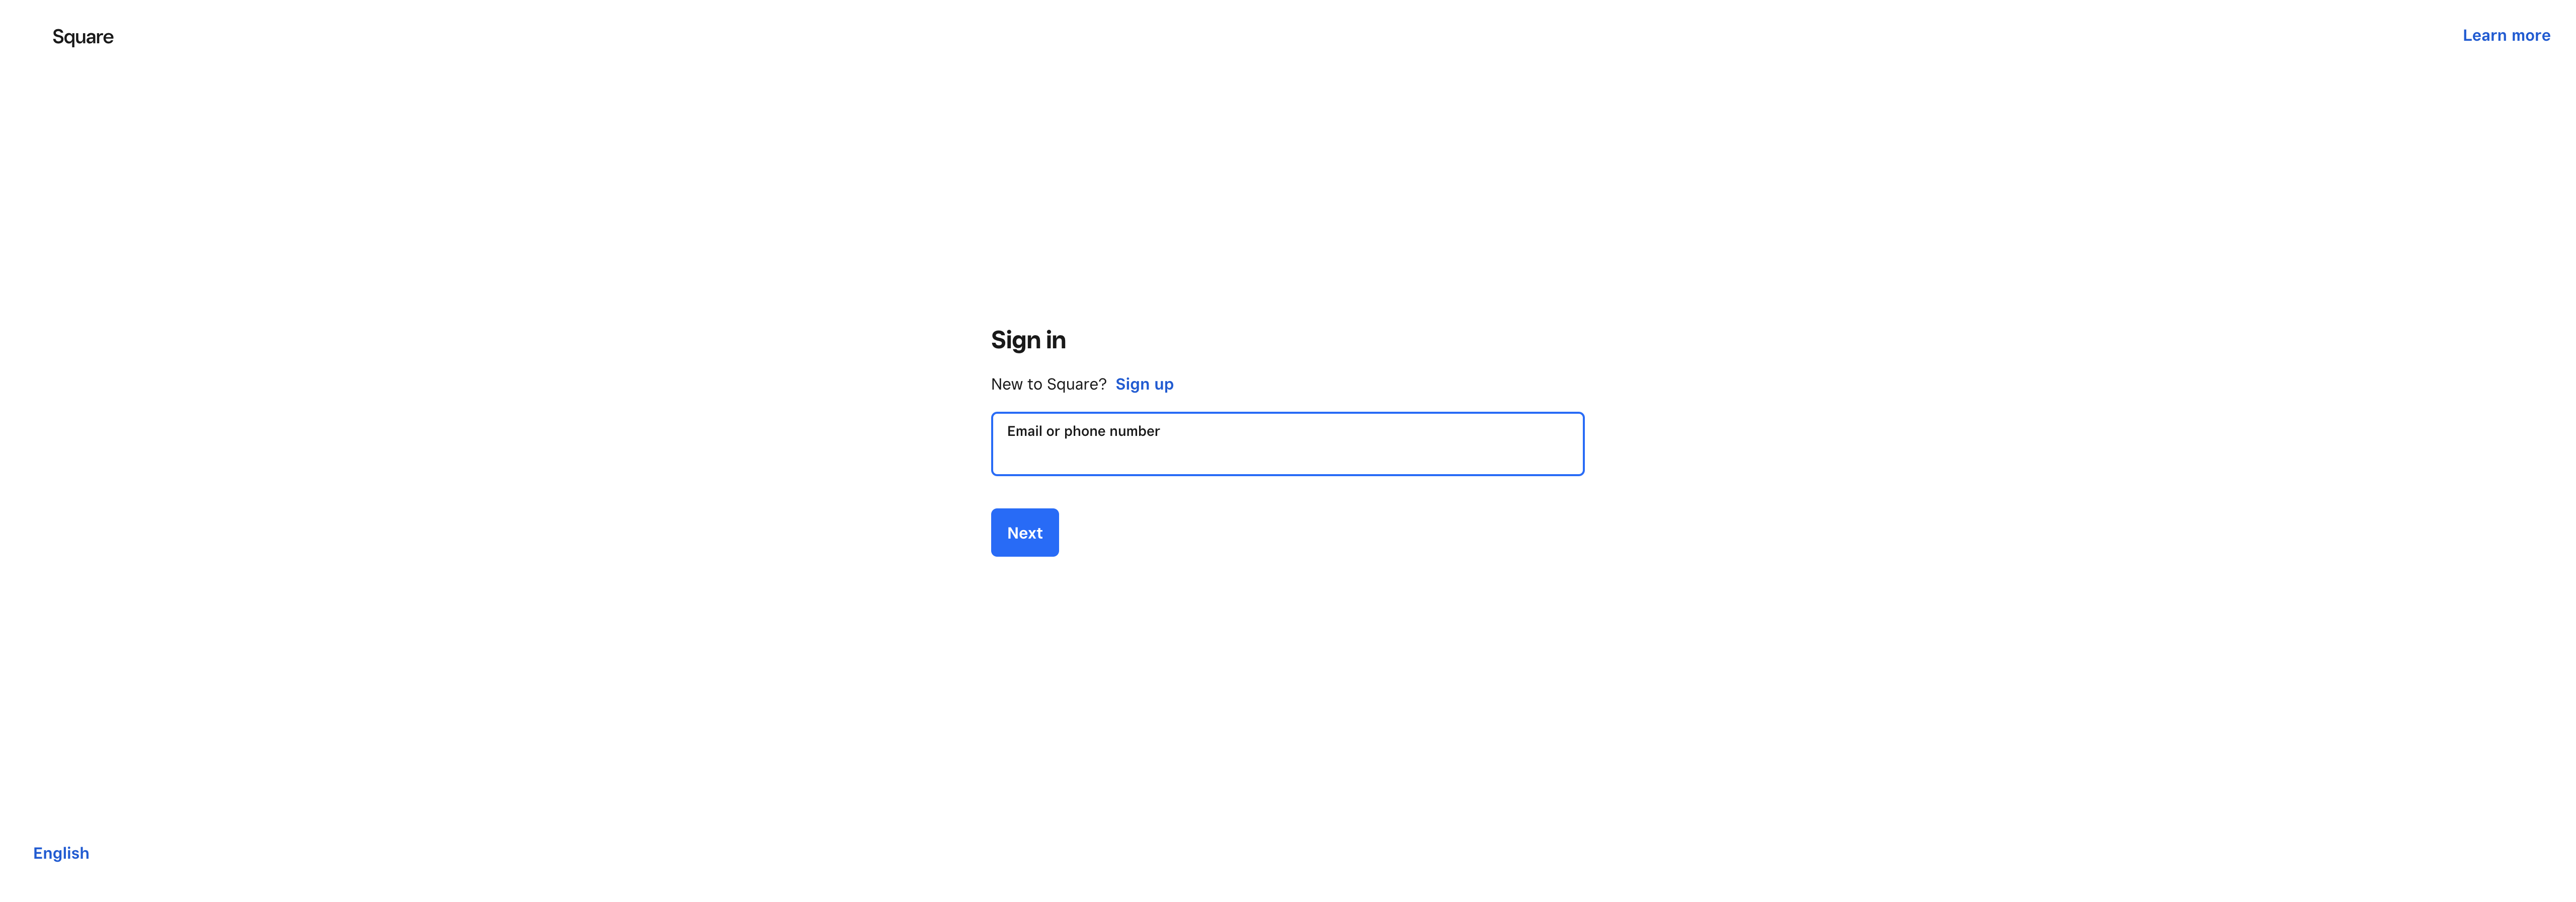 Square
Learn more
Sign in
New to Square? Sign up
Email or phone number
Next
English